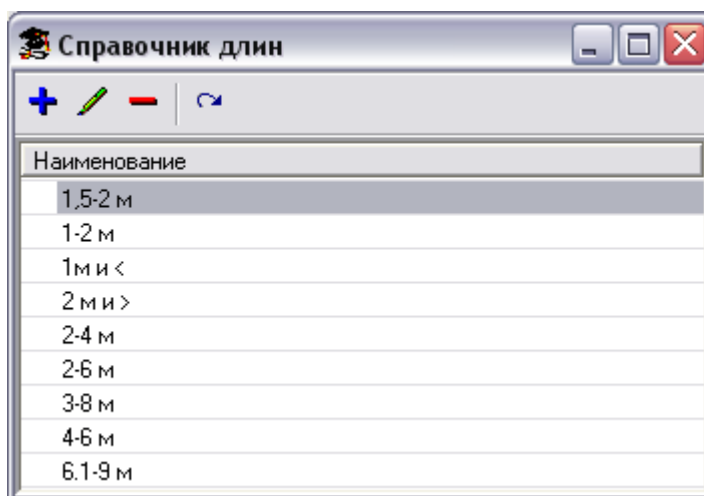 Справочник длин
Наименование
1,5-2 м
1-2 м
1м и <
2 м и >
2-4 м
2-6 м
3-8 м
4-6 м
6.1-9 м